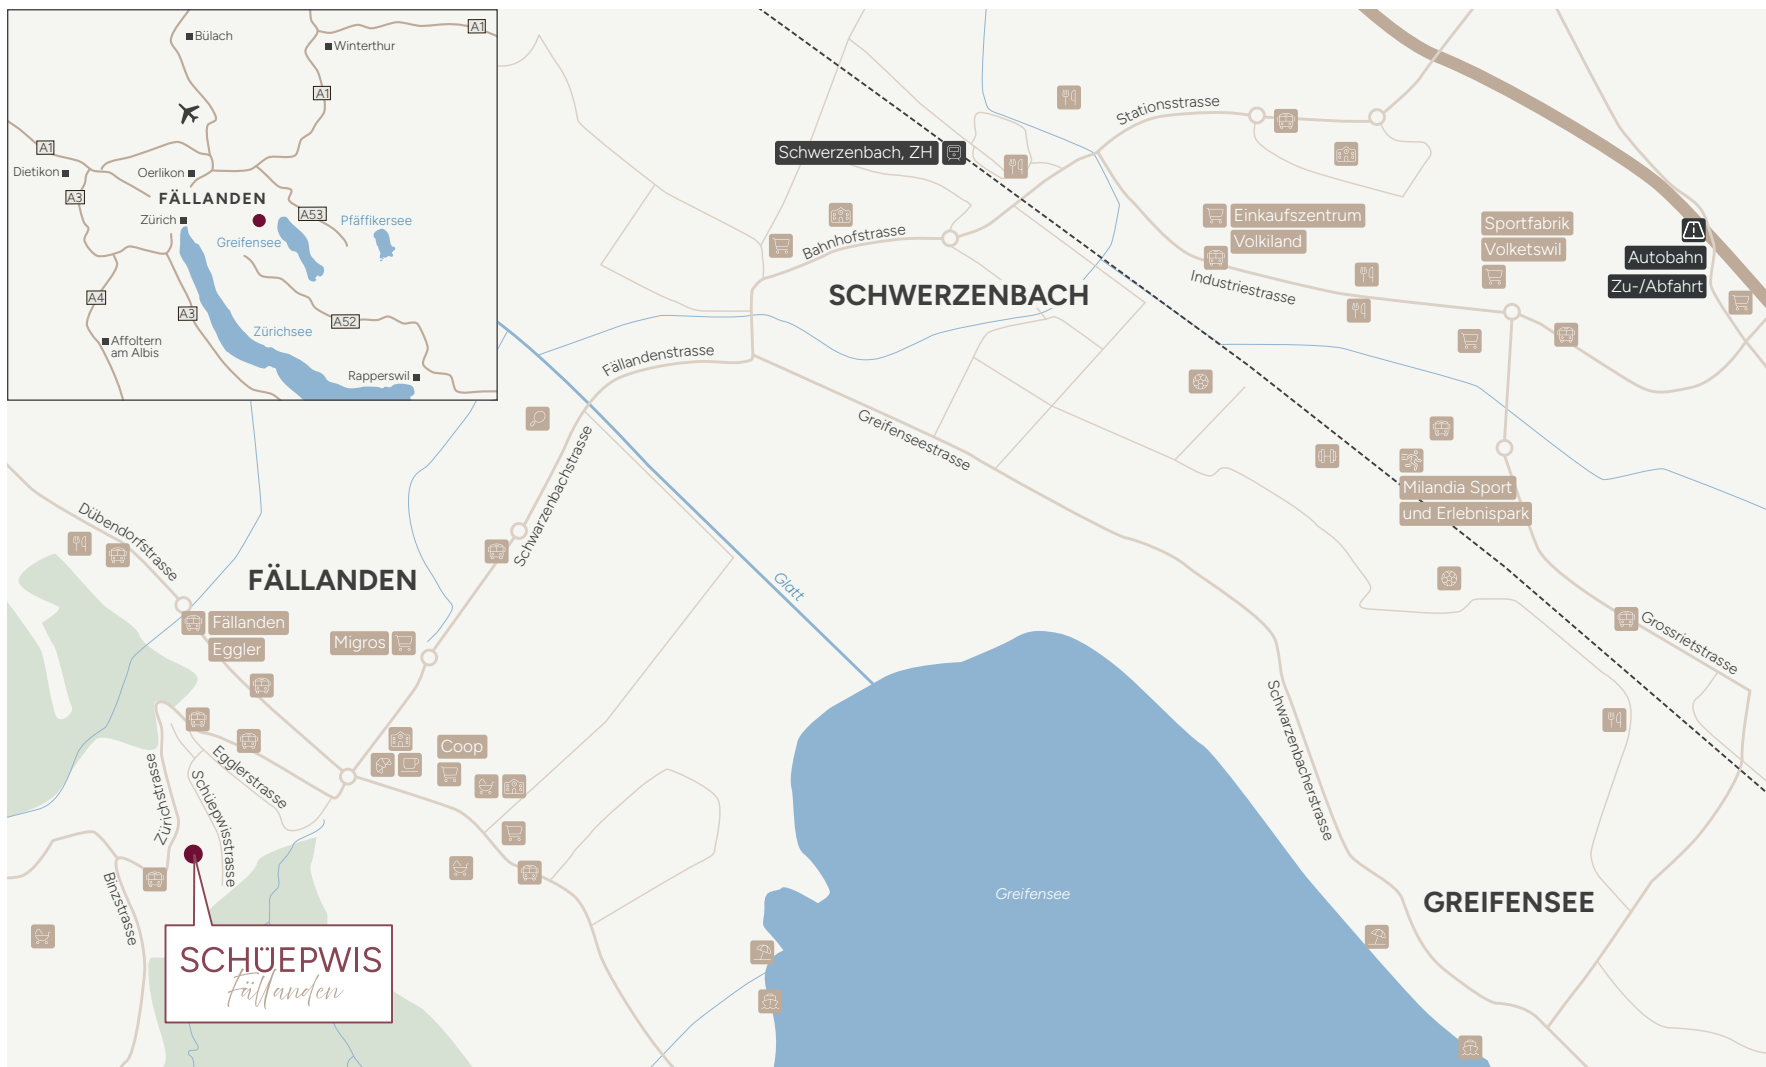 A1
Bülach
Winterthur
A1
A1
Dietikon
Oerlikon
A3
FÄLLANDEN
A53
Zürich
Pfäffikersee
Greifensee
A4
A3
A52
Zürichsee
Affoltern
am Albis
Rapperswil
Stationsstrasse
Schwerzenbach, ZH
Einkaufszentrum
Volkiland
Sportfabrik
Volketswil
Autobahn
Zu-/Abfahrt
Bahnhofstrasse
Industriestrasse
SCHWERZENBACH
Fällandenstrasse
Greifenseestrasse
Schwarzenbachstrasse
Milandia Sport
und Erlebnispark
Dübendorfstrasse
FÄLLANDEN
Glatt
Fällanden
Eggler
Migros
Grossrietstrasse
Schwarzenbacherstrasse
Coop
Egglerstrasse
Zürichstrasse
Schüepwisstrasse
Binzstrasse
Greifensee
GREIFENSEE
SCHÜEPWIS
Fällanden